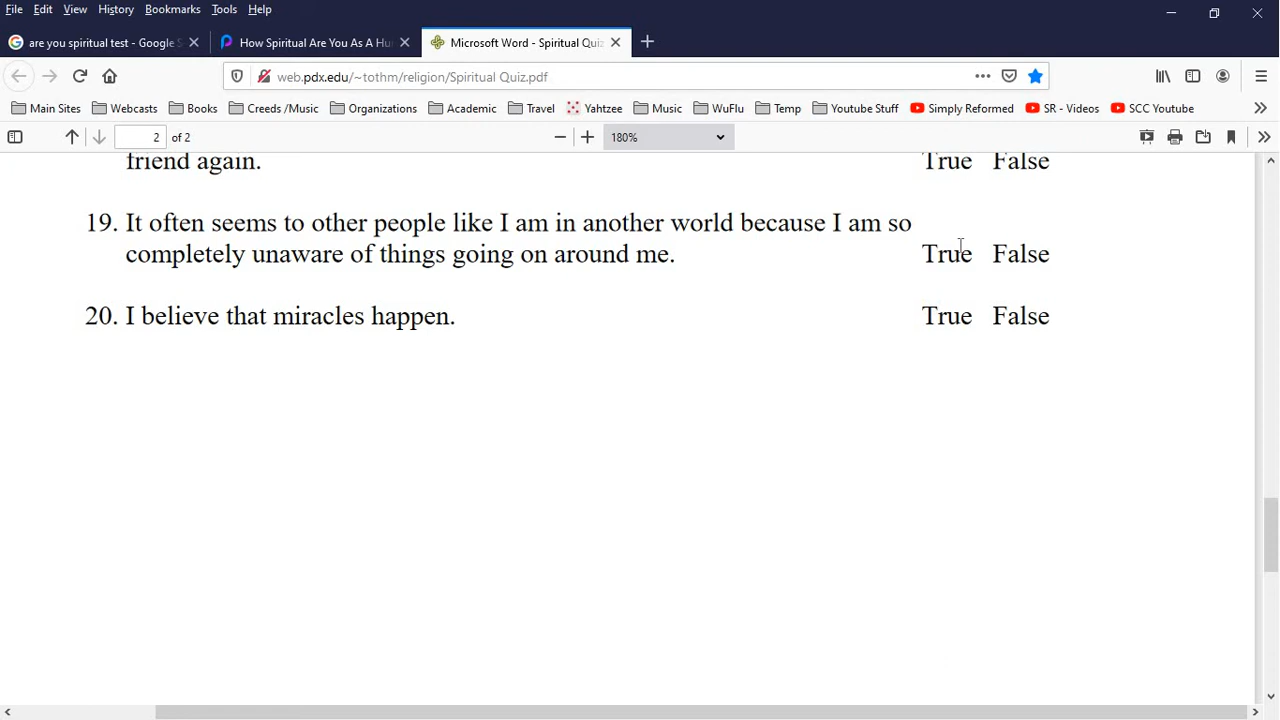 File Edit View History Bookmarks Tools Help
are you spiritual test - Google S
How Spiritual Are You As A Hu
Microsoft Word - Spiritual Quiz
web.pdx.edu/~tothm/religion/Spiritual Quiz.pdf
Main Sites Webcasts Books Creeds /Music Organizations Academic Travel Yahtzee Music WuFlu Temp Youtube Stuff Simply Reformed SR - Videos SCC Youtube
2 of 2 180%
friend again. True False
19. It often seems to other people like I am in another world because I am so
completely unaware of things going on around me. True False
20. I believe that miracles happen. True False